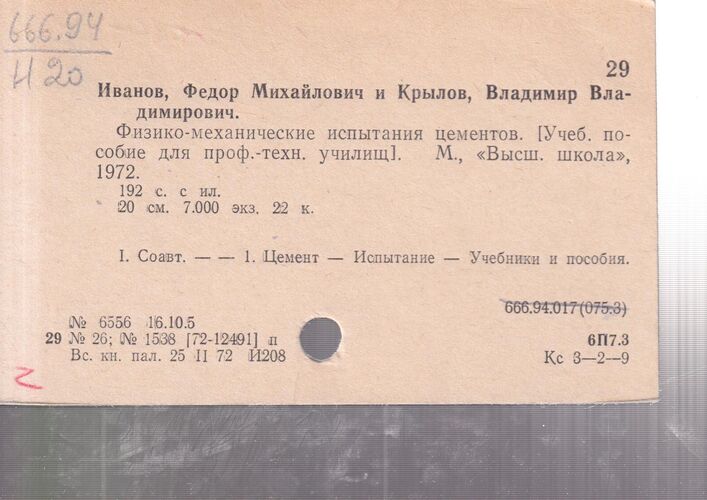 666.94
И 20
29
Иванов, Федор Михайлович и Крылов, Владимир Вла-
димирович.
Физико-механические испытания цементов. [Учеб. по-
собие для проф.-техн. училищ]. М., «Высш. школа»,
1972.
192 с. с ил.
20 см. 7.000 экз. 22 к.
I. Соавт. — — 1. Цемент — Испытание — Учебники и пособия.
666.94.017(075.3)
№ 6556 16.10.5
29 № 26; № 1538 [72-12491] п
6П7.3
Вс. кн. пал. 25 II 72 И208
Кс 3—2—9